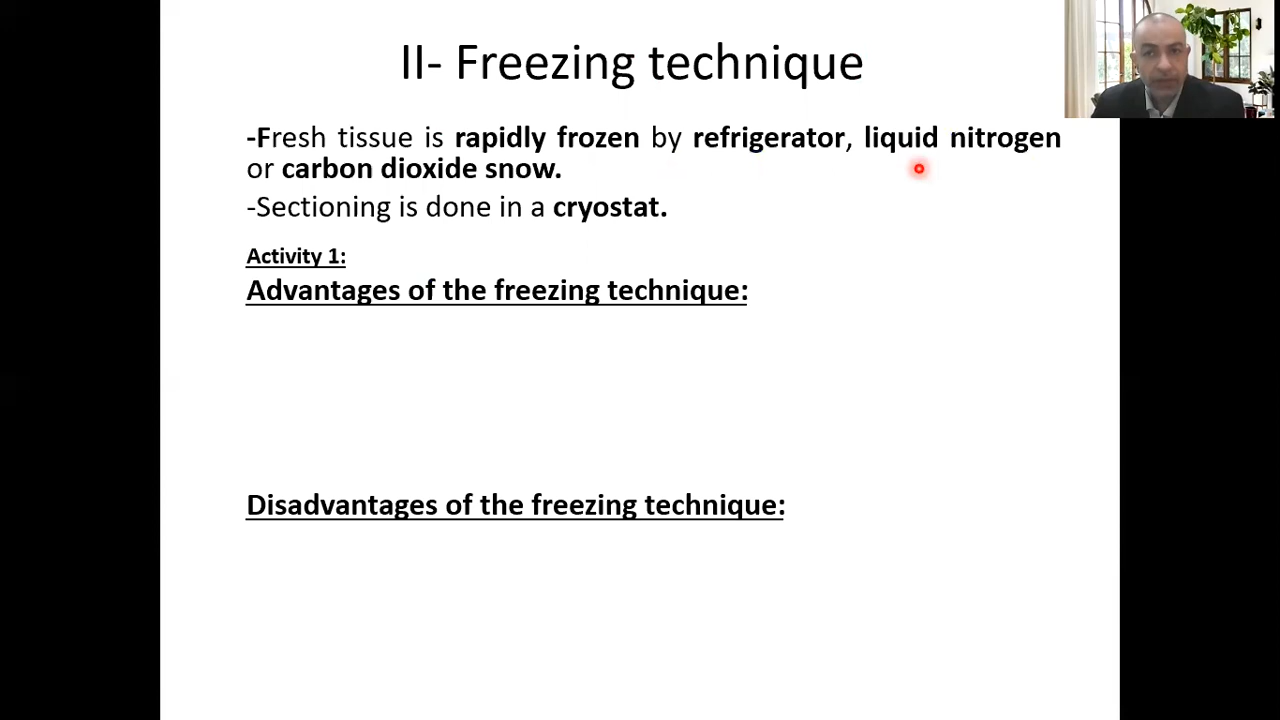 II- Freezing technique
-Fresh tissue is rapidly frozen by refrigerator, liquid nitrogen
or carbon dioxide snow.
-Sectioning is done in a cryostat.
Activity 1:
Advantages of the freezing technique:
Disadvantages of the freezing technique: